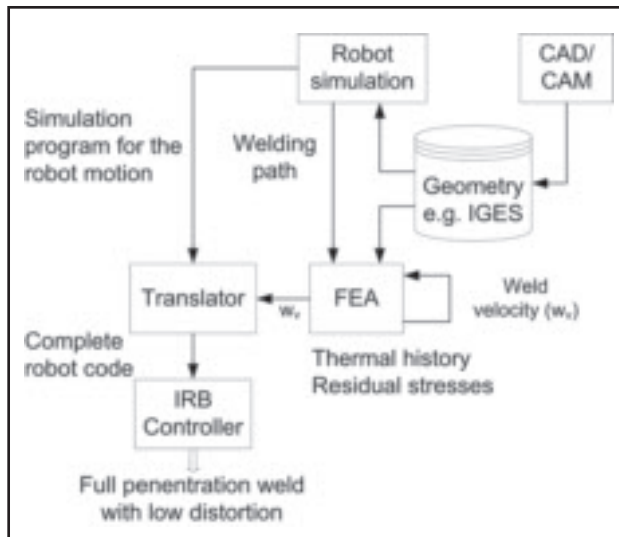 Robot
simulation
CAD/
CAM
Simulation
program for the
robot motion
Welding
path
Geometry
e.g. IGES
Translator
wᵥ
FEA
Weld
velocity (wᵥ)
Complete
robot code
Thermal history
Residual stresses
IRB
Controller
Full penentration weld
with low distortion